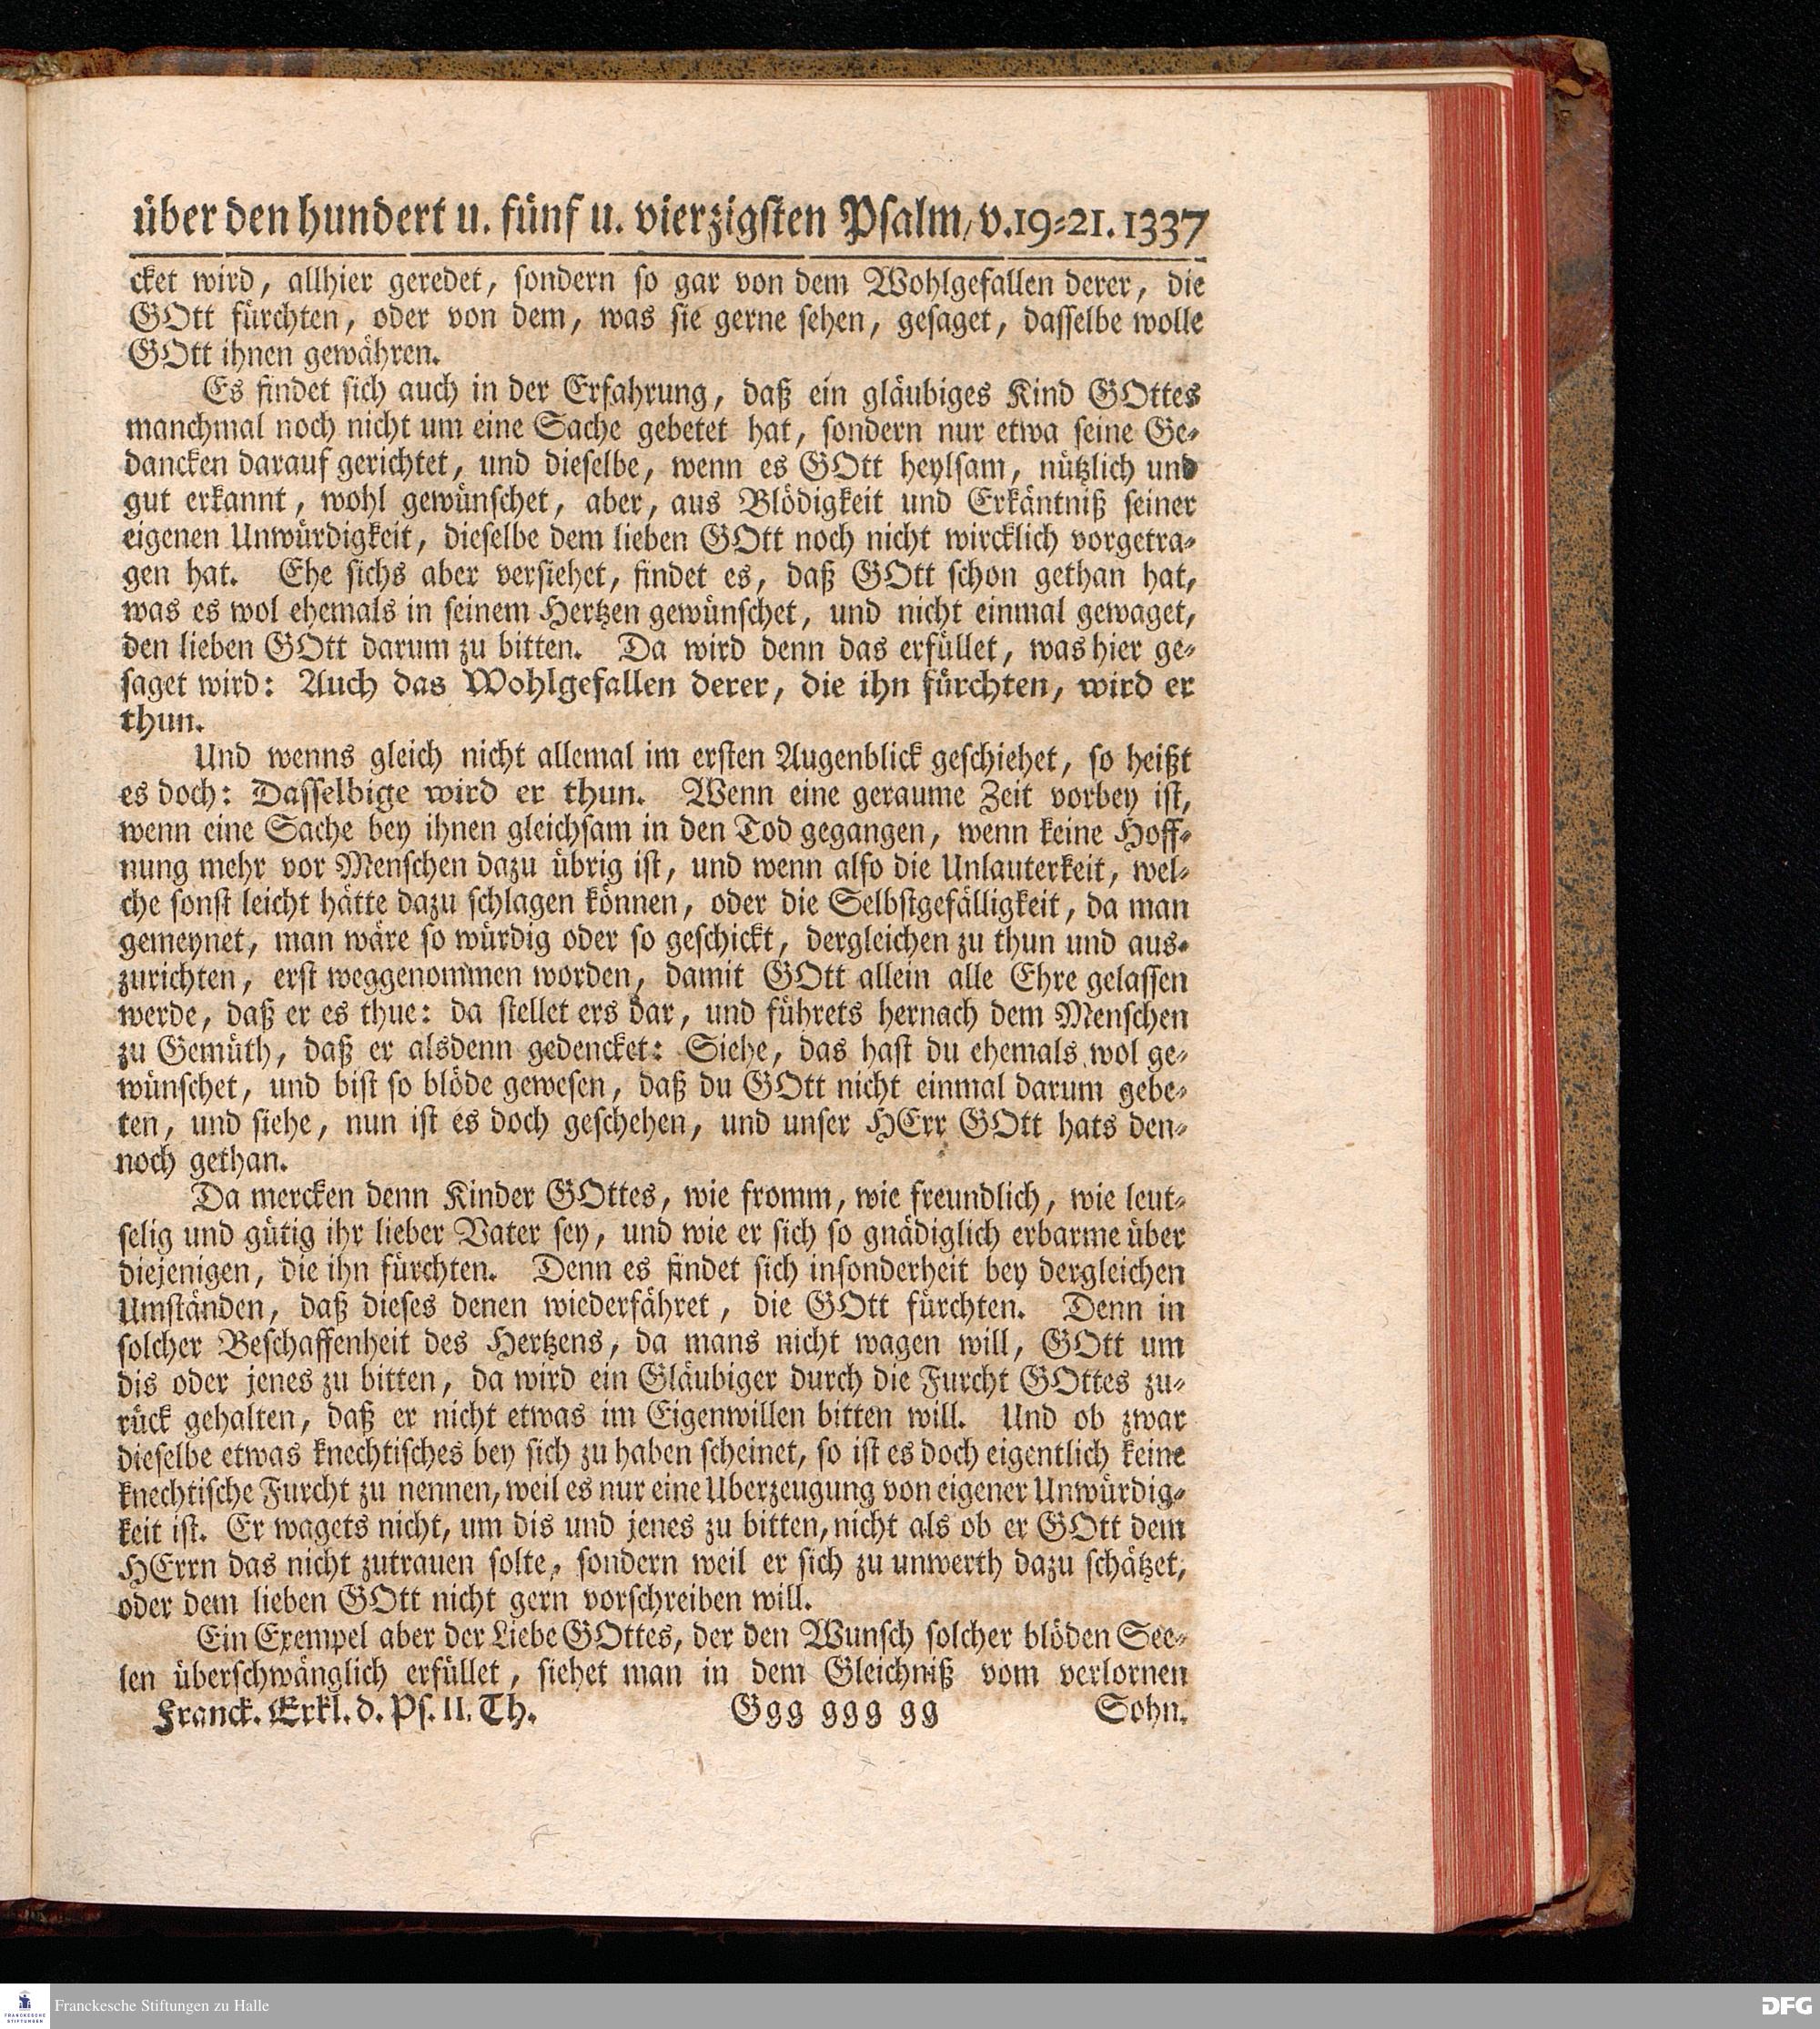 über den hundert u. fünf u. vierzigsten Psalm, v.19-21. 1337
cket wird, allhier geredet, sondern so gar von dem Wohlgefallen derer, die
GOtt fürchten, oder von dem, was sie gerne sehen, gesaget, dasselbe wolle
GOtt ihnen gewähren.
Es findet sich auch in der Erfahrung, daß ein gläubiges Kind GOttes
manchmal noch nicht um eine Sache gebetet hat, sondern nur etwa seine Ge-
dancken darauf gerichtet, und dieselbe, wenn es GOtt heylsam, nützlich und
gut erkannt, wohl gewünschet, aber, aus Blödigkeit und Erkäntniß seiner
eigenen Unwürdigkeit, dieselbe dem lieben GOtt noch nicht wircklich vorgetra-
gen hat. Ehe sichs aber versiehet, findet es, daß GOtt schon gethan hat,
was es wol ehemals in seinem Hertzen gewünschet, und nicht einmal gewaget,
den lieben GOtt darum zu bitten. Da wird denn das erfüllet, was hier ge-
saget wird: Auch das Wohlgefallen derer, die ihn fürchten, wird er
thun.
Und wenns gleich nicht allemal im ersten Augenblick geschiehet, so heißt
es doch: Dasselbige wird er thun. Wenn eine geraume Zeit vorbey ist,
wenn eine Sache bey ihnen gleichsam in den Tod gegangen, wenn keine Hoff-
nung mehr vor Menschen dazu übrig ist, und wenn also die Unlauterkeit, wel-
che sonst leicht hätte dazu schlagen können, oder die Selbstgefälligkeit, da man
gemeynet, man wäre so würdig oder so geschickt, dergleichen zu thun und aus-
zurichten, erst weggenommen worden, damit GOtt allein alle Ehre gelassen
werde, daß er es thue: da stellet ers dar, und führets hernach dem Menschen
zu Gemüth, daß er alsdenn gedencket: Siehe, das hast du ehemals wol ge-
wünschet, und bist so blöde gewesen, daß du GOtt nicht einmal darum gebe-
ten, und siehe, nun ist es doch geschehen, und unser HErr GOtt hats den-
noch gethan.
Da mercken denn Kinder GOttes, wie fromm, wie freundlich, wie leut-
selig und gütig ihr lieber Vater sey, und wie er sich so gnädiglich erbarme über
diejenigen, die ihn fürchten. Denn es findet sich insonderheit bey dergleichen
Umständen, daß dieses denen wiederfähret, die GOtt fürchten. Denn in
solcher Beschaffenheit des Hertzens, da mans nicht wagen will, GOtt um
dis oder jenes zu bitten, da wird ein Gläubiger durch die Furcht GOttes zu-
rück gehalten, daß er nicht etwas im Eigenwillen bitten will. Und ob zwar
dieselbe etwas knechtisches bey sich zu haben scheinet, so ist es doch eigentlich keine
knechtische Furcht zu nennen, weil es nur eine Uberzeugung von eigener Unwürdig-
keit ist. Er wagets nicht, um dis und jenes zu bitten, nicht als ob er GOtt dem
HErrn das nicht zutrauen solte, sondern weil er sich zu unwerth dazu schätzet,
oder dem lieben GOtt nicht gern vorschreiben will.
Ein Exempel aber der Liebe GOttes, der den Wunsch solcher blöden See-
len überschwänglich erfüllet, siehet man in dem Gleichniß vom verlornen
Franck. Erkl. d. Ps. II. Th. Ggg ggg gg Sohn.
FRANCKESCHE STIFTUNGEN Franckesche Stiftungen zu Halle DFG